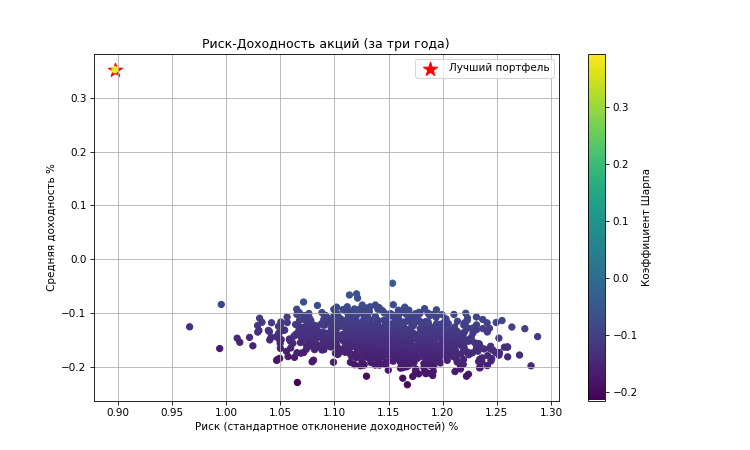 Риск-Доходность акций (за три года)
Лучший портфель
Средняя доходность %
0.3
0.2
0.1
0.0
−0.1
−0.2
0.90 0.95 1.00 1.05 1.10 1.15 1.20 1.25 1.30
Риск (стандартное отклонение доходностей) %
0.3
0.2
0.1
0.0
−0.1
−0.2
Коэффициент Шарпа